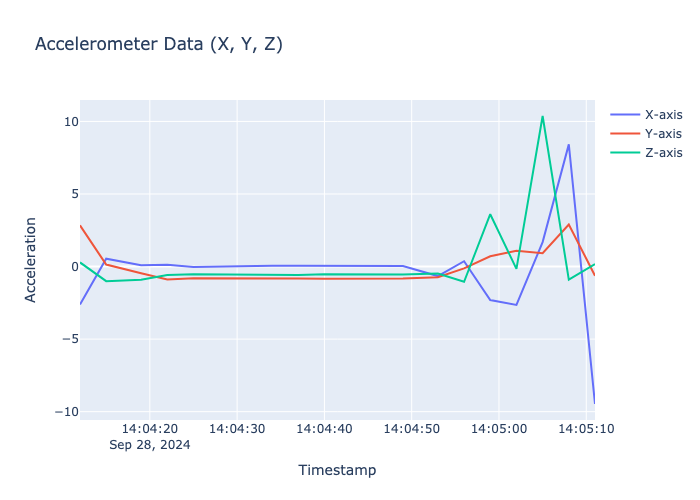 Accelerometer Data (X, Y, Z)
X-axis
Y-axis
Z-axis
10
5
0
−5
−10
Acceleration
14:04:20 14:04:30 14:04:40 14:04:50 14:05:00 14:05:10
Sep 28, 2024
Timestamp